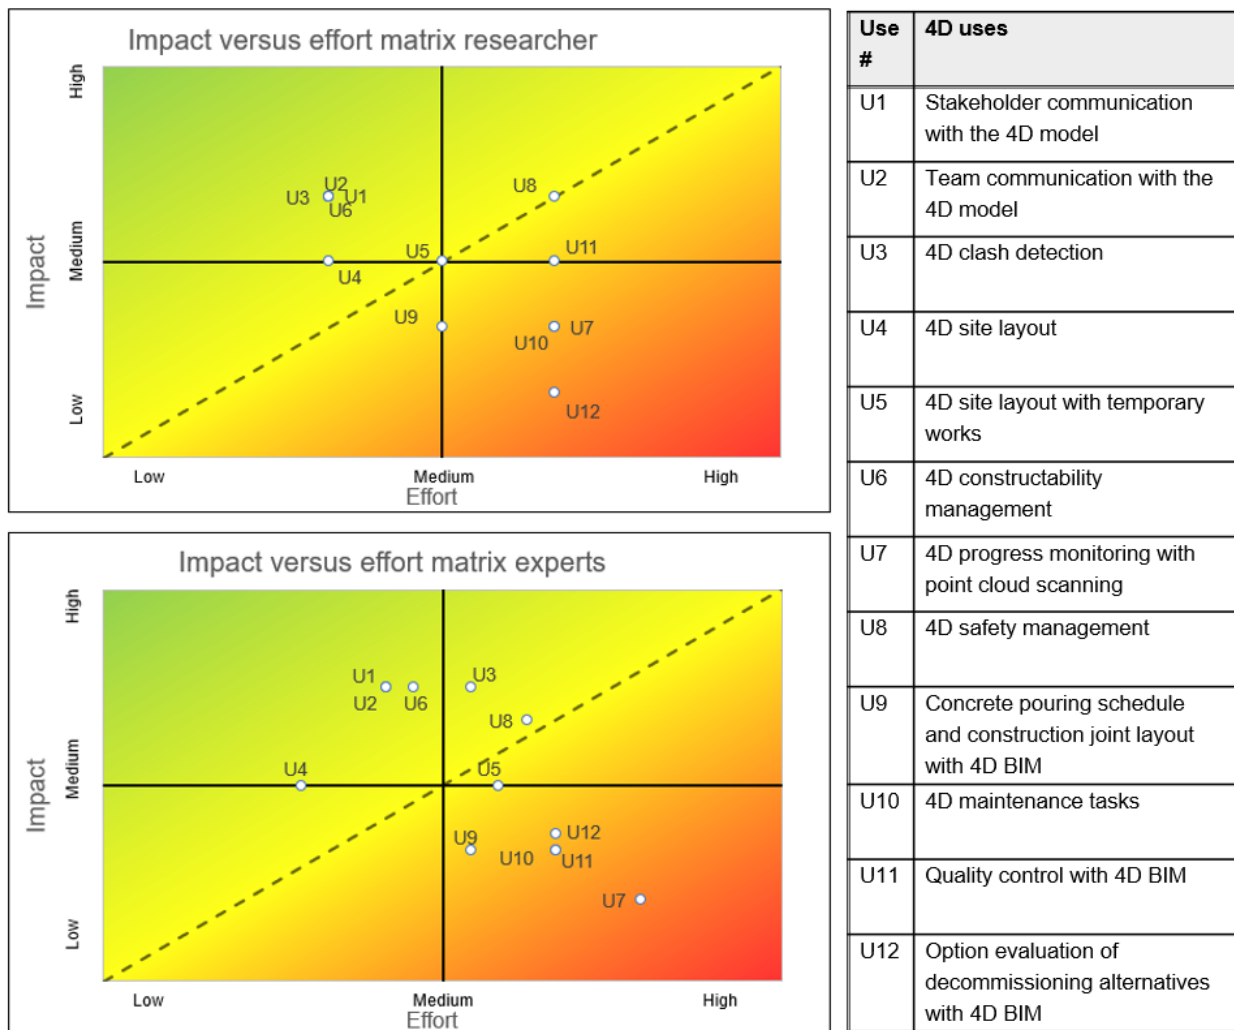 Impact versus effort matrix researcher
High
Medium
Low
Impact
U2
U3
U1
U6
U8
U5
U11
U4
U9
U10
U7
U12
Low
Medium
High
Effort
Impact versus effort matrix experts
High
Medium
Low
Impact
U1
U3
U2
U6
U8
U4
U5
U9
U12
U10
U11
U7
Low
Medium
High
Effort
Use #
4D uses
U1
Stakeholder communication
with the 4D model
U2
Team communication with the
4D model
U3
4D clash detection
U4
4D site layout
U5
4D site layout with temporary
works
U6
4D constructability
management
U7
4D progress monitoring with
point cloud scanning
U8
4D safety management
U9
Concrete pouring schedule
and construction joint layout
with 4D BIM
U10
4D maintenance tasks
U11
Quality control with 4D BIM
U12
Option evaluation of
decommissioning alternatives
with 4D BIM